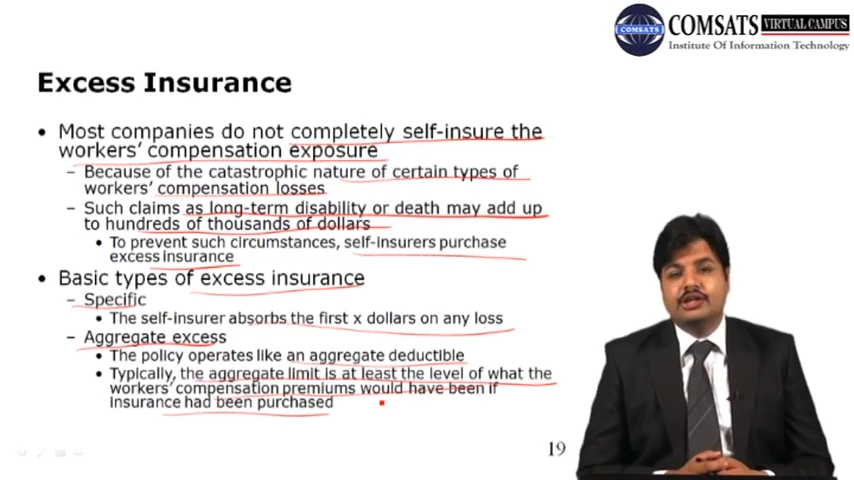 COMSATS
COMSATS VIRTUAL CAMPUS
Institute Of Information Technology
Excess Insurance
• Most companies do not completely self-insure the
workers' compensation exposure
– Because of the catastrophic nature of certain types of
workers' compensation losses
– Such claims as long-term disability or death may add up
to hundreds of thousands of dollars
• To prevent such circumstances, self-insurers purchase
excess insurance
• Basic types of excess insurance
– Specific
• The self-insurer absorbs the first x dollars on any loss
– Aggregate excess
• The policy operates like an aggregate deductible
• Typically, the aggregate limit is at least the level of what the
workers' compensation premiums would have been if
insurance had been purchased
19